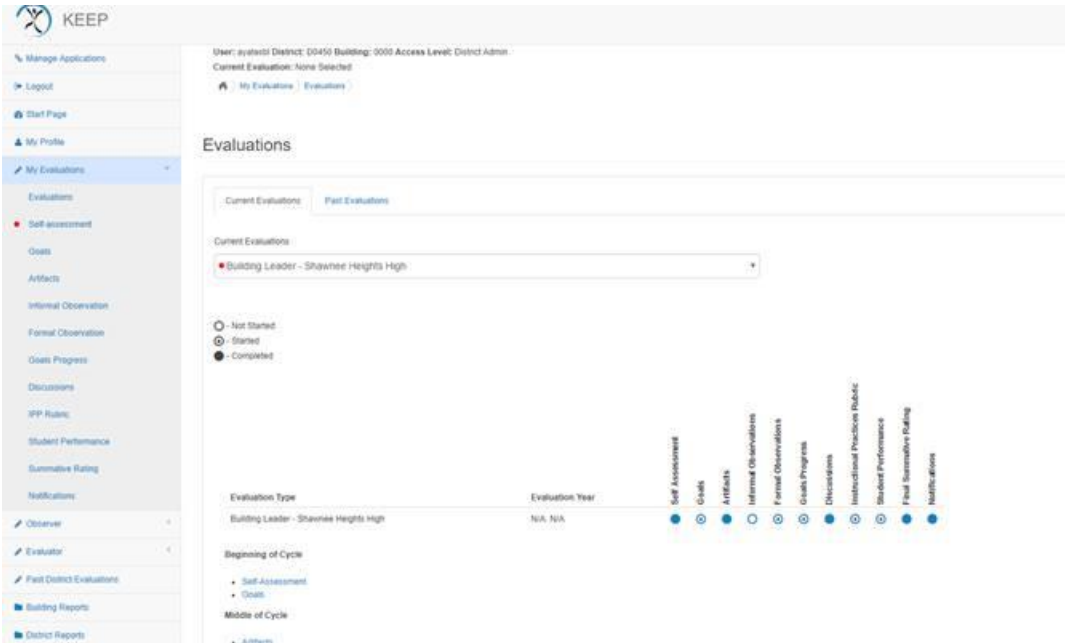 KEEP
Manage Applications
Logout
Start Page
My Profile
My Evaluations
Evaluations
Self-assessment
Goals
Artifacts
Informal Observation
Formal Observation
Goals Progress
Discussions
IPP Rubric
Student Performance
Summative Rating
Notifications
Observer
Evaluator
Past District Evaluations
Building Reports
District Reports
User: District: D0450 Building: 0000 Access Level: District Admin
Current Evaluation: None Selected
My Evaluations Evaluations
Evaluations
Current Evaluations Past Evaluations
Current Evaluations
Building Leader - Shawnee Heights High
- Not Started
- Started
- Completed
Evaluation Type Evaluation Year
Self Assessment
Goals
Artifacts
Informal Observations
Formal Observations
Goals Progress
Discussions
Instructional Practices Rubric
Student Performance
Final Summative Rating
Notifications
Building Leader - Shawnee Heights High N/A N/A
Beginning of Cycle
Self-Assessment
Goals
Middle of Cycle
Artifacts